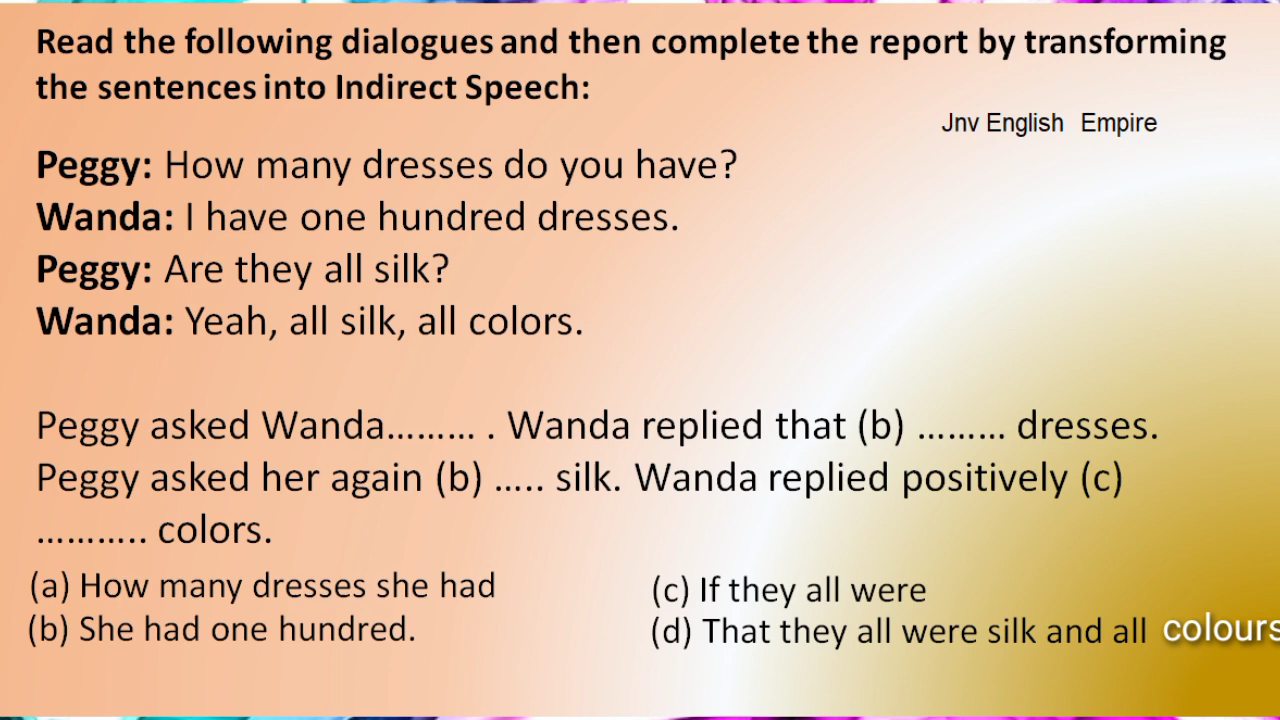 Read the following dialogues and then complete the report by transforming
the sentences into Indirect Speech:
Jnv English Empire
Peggy: How many dresses do you have?
Wanda: I have one hundred dresses.
Peggy: Are they all silk?
Wanda: Yeah, all silk, all colors.
Peggy asked Wanda......... . Wanda replied that (b) ......... dresses.
Peggy asked her again (b) ..... silk. Wanda replied positively (c)
........... colors.
(a) How many dresses she had
(c) If they all were
(b) She had one hundred.
(d) That they all were silk and all colours